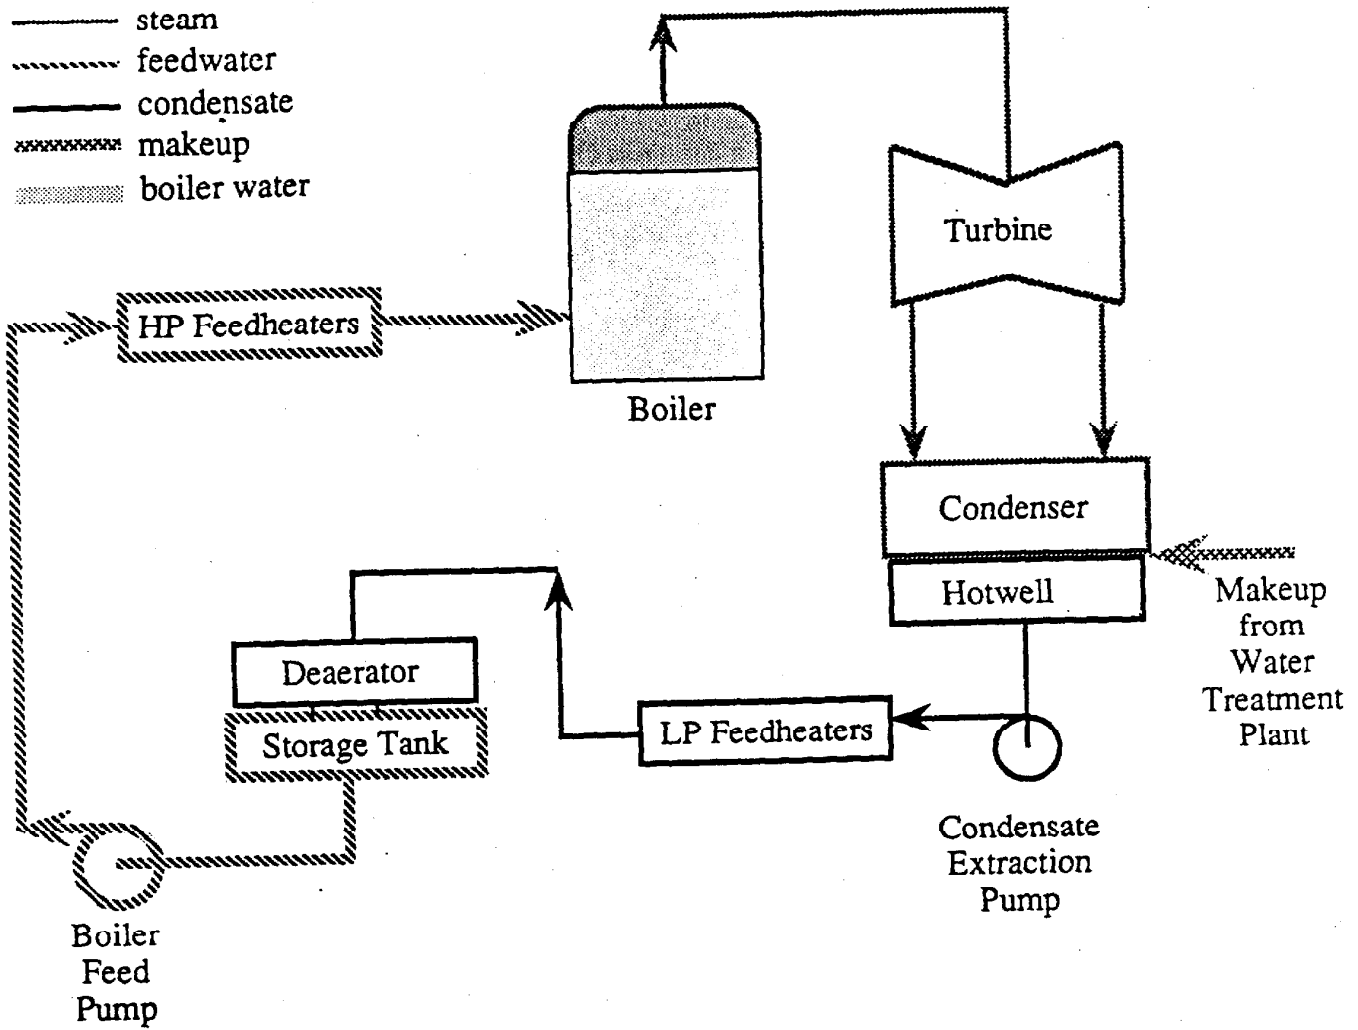 steam
feedwater
condensate
makeup
boiler water
Turbine
HP Feedheaters
Boiler
Condenser
Hotwell
Makeup
from
Water
Treatment
Plant
Deaerator
Storage Tank
LP Feedheaters
Condensate
Extraction
Pump
Boiler
Feed
Pump